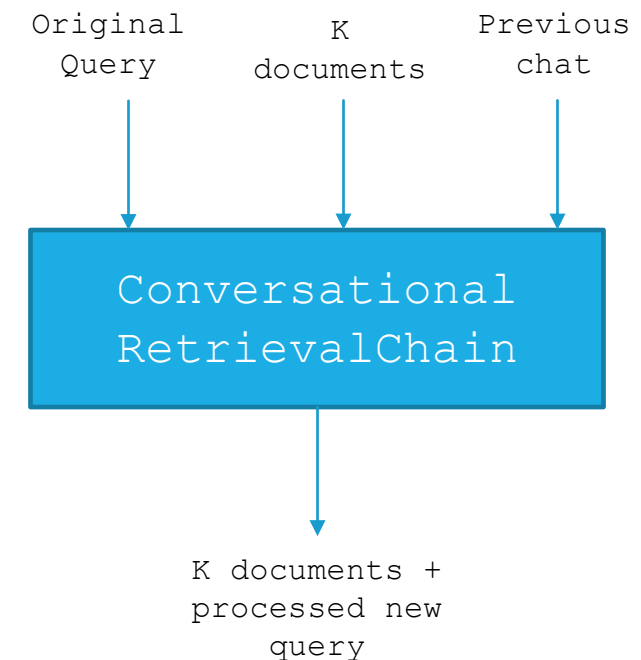 Original
Query
K
documents
Previous
chat
Conversational
RetrievalChain
K documents +
processed new
query